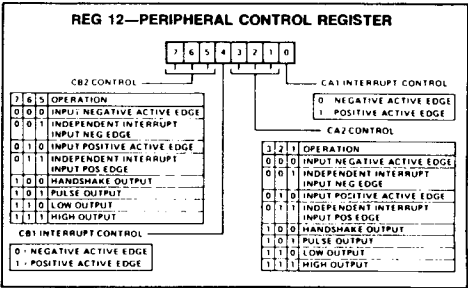 REG 12—PERIPHERAL CONTROL REGISTER
7 6 5 4 3 2 1 0
CB2 CONTROL
7 6 5 OPERATION
0 0 0 INPUT NEGATIVE ACTIVE EDGE
0 0 1 INDEPENDENT INTERRUPT
INPUT NEG EDGE
0 1 0 INPUT POSITIVE ACTIVE EDGE
0 1 1 INDEPENDENT INTERRUPT
INPUT POS EDGE
1 0 0 HANDSHAKE OUTPUT
1 0 1 PULSE OUTPUT
1 1 0 LOW OUTPUT
1 1 1 HIGH OUTPUT
CB1 INTERRUPT CONTROL
0 - NEGATIVE ACTIVE EDGE
1 - POSITIVE ACTIVE EDGE
CA1 INTERRUPT CONTROL
0 NEGATIVE ACTIVE EDGE
1 POSITIVE ACTIVE EDGE
CA2 CONTROL
3 2 1 OPERATION
0 0 0 INPUT NEGATIVE ACTIVE EDGE
0 0 1 INDEPENDENT INTERRUPT
INPUT NEG EDGE
0 1 0 INPUT POSITIVE ACTIVE EDGE
0 1 1 INDEPENDENT INTERRUPT
INPUT POS EDGE
1 0 0 HANDSHAKE OUTPUT
1 0 1 PULSE OUTPUT
1 1 0 LOW OUTPUT
1 1 1 HIGH OUTPUT